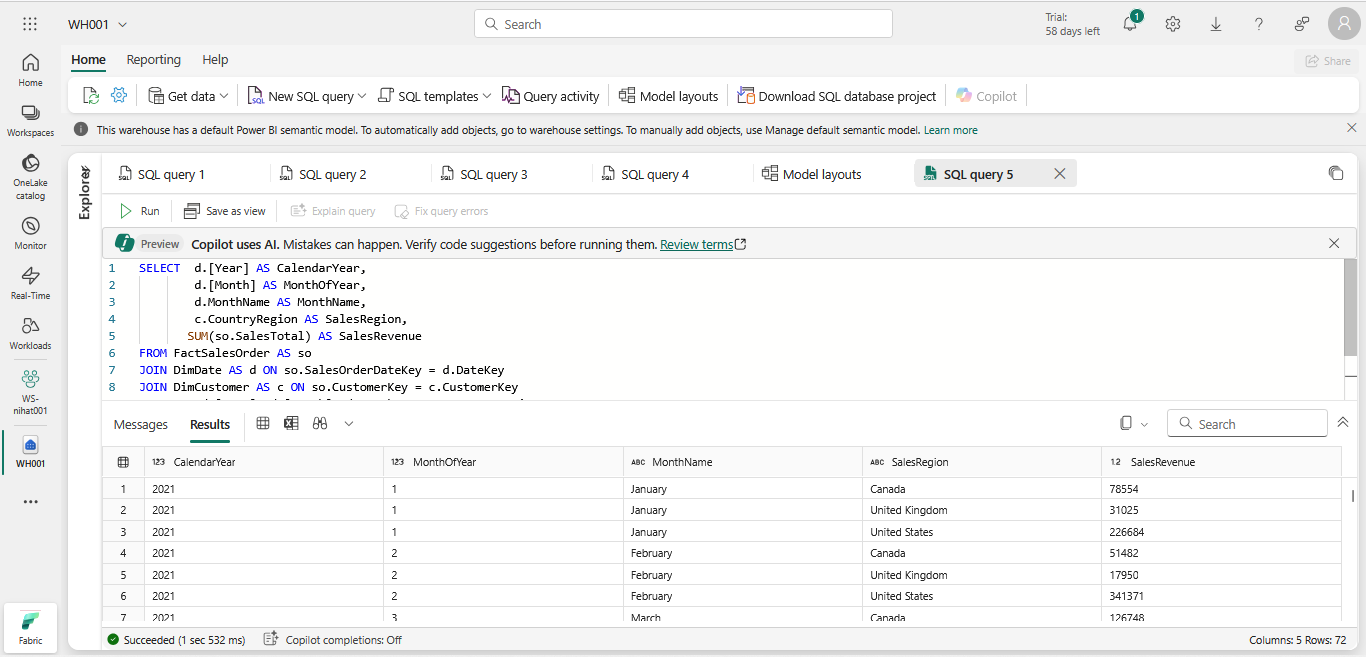 WH001
Search
Trial:
58 days left
1
Home
Reporting
Help
Share
Get data
New SQL query
SQL templates
Query activity
Model layouts
Download SQL database project
Copilot
This warehouse has a default Power BI semantic model. To automatically add objects, go to warehouse settings. To manually add objects, use Manage default semantic model. Learn more
Home
Workspaces
OneLake
catalog
Monitor
Real-Time
Workloads
WS-
nihat001
WH001
Fabric
Explorer
SQL query 1
SQL query 2
SQL query 3
SQL query 4
Model layouts
SQL query 5
Run
Save as view
Explain query
Fix query errors
Preview Copilot uses AI. Mistakes can happen. Verify code suggestions before running them. Review terms
1 SELECT d.[Year] AS CalendarYear,
2 d.[Month] AS MonthOfYear,
3 d.MonthName AS MonthName,
4 c.CountryRegion AS SalesRegion,
5 SUM(so.SalesTotal) AS SalesRevenue
6 FROM FactSalesOrder AS so
7 JOIN DimDate AS d ON so.SalesOrderDateKey = d.DateKey
8 JOIN DimCustomer AS c ON so.CustomerKey = c.CustomerKey
Messages
Results
Search
123 CalendarYear 123 MonthOfYear ABC MonthName ABC SalesRegion 1.2 SalesRevenue
1 2021 1 January Canada 78554
2 2021 1 January United Kingdom 31025
3 2021 1 January United States 226684
4 2021 2 February Canada 51482
5 2021 2 February United Kingdom 17950
6 2021 2 February United States 341371
7 2021 3 March Canada 126748
Succeeded (1 sec 532 ms)
Copilot completions: Off
Columns: 5 Rows: 72